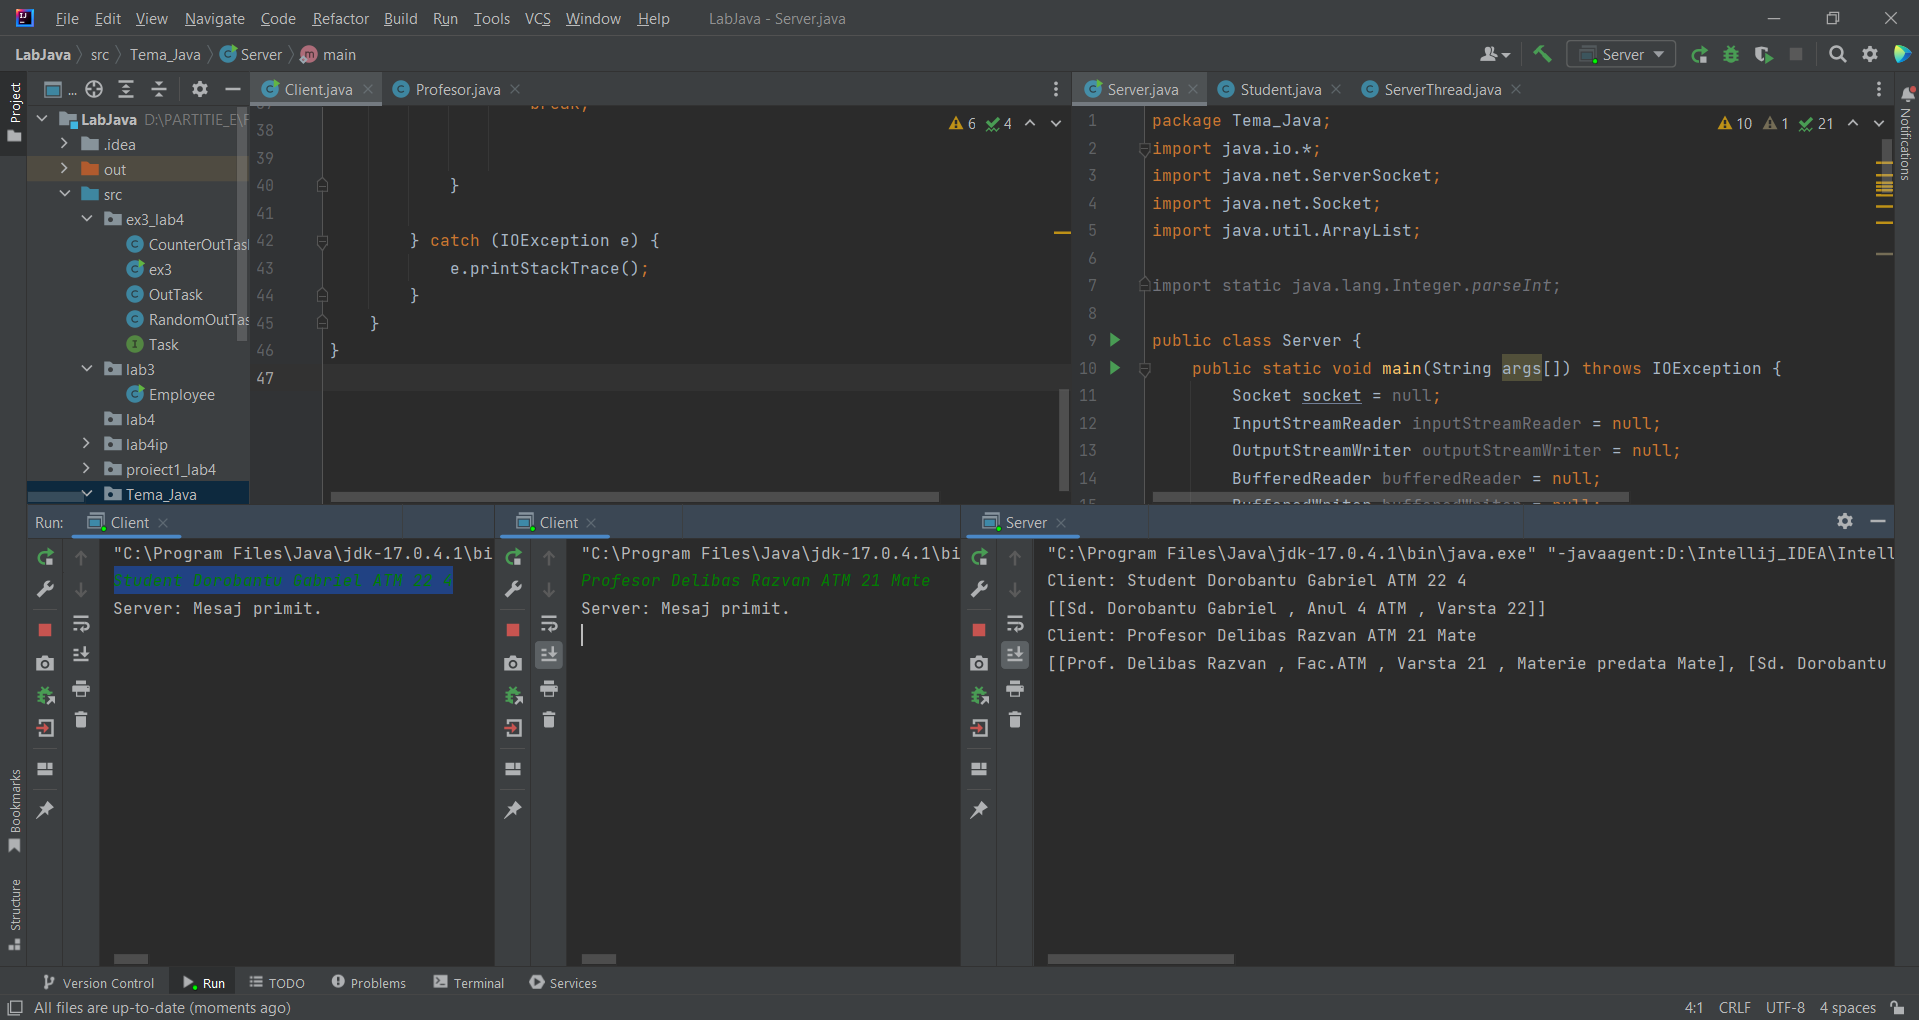 File Edit View Navigate Code Refactor Build Run Tools VCS Window Help LabJava - Server.java
LabJava src Tema_Java Server main
Server
Project
...
Client.java Profesor.java
Server.java Student.java ServerThread.java
LabJava D:\PARTITIE_E\
.idea
out
src
ex3_lab4
CounterOutTas
ex3
OutTask
RandomOutTas
Task
lab3
Employee
lab4
lab4ip
proiect1_lab4
Tema_Java
37 break;
38
39
40 }
41
42 } catch (IOException e) {
43 e.printStackTrace();
44 }
45 }
46 }
47
6 4
1 package Tema_Java;
2 import java.io.*;
3 import java.net.ServerSocket;
4 import java.net.Socket;
5 import java.util.ArrayList;
6
7 import static java.lang.Integer.parseInt;
8
9 public class Server {
10 public static void main(String args[]) throws IOException {
11 Socket socket = null;
12 InputStreamReader inputStreamReader = null;
13 OutputStreamWriter outputStreamWriter = null;
14 BufferedReader bufferedReader = null;
15 BufferedWriter bufferedWriter = null;
10 1 21
Notifications
Run: Client
"C:\Program Files\Java\jdk-17.0.4.1\bi
Student Dorobantu Gabriel ATM 22 4
Server: Mesaj primit.
Client
"C:\Program Files\Java\jdk-17.0.4.1\bi
Profesor Delibas Razvan ATM 21 Mate
Server: Mesaj primit.
Server
"C:\Program Files\Java\jdk-17.0.4.1\bin\java.exe" "-javaagent:D:\Intellij_IDEA\Intell
Client: Student Dorobantu Gabriel ATM 22 4
[[Sd. Dorobantu Gabriel , Anul 4 ATM , Varsta 22]]
Client: Profesor Delibas Razvan ATM 21 Mate
[[Prof. Delibas Razvan , Fac.ATM , Varsta 21 , Materie predata Mate], [Sd. Dorobantu
Bookmarks
Structure
Version Control Run TODO Problems Terminal Services
All files are up-to-date (moments ago)
4:1 CRLF UTF-8 4 spaces